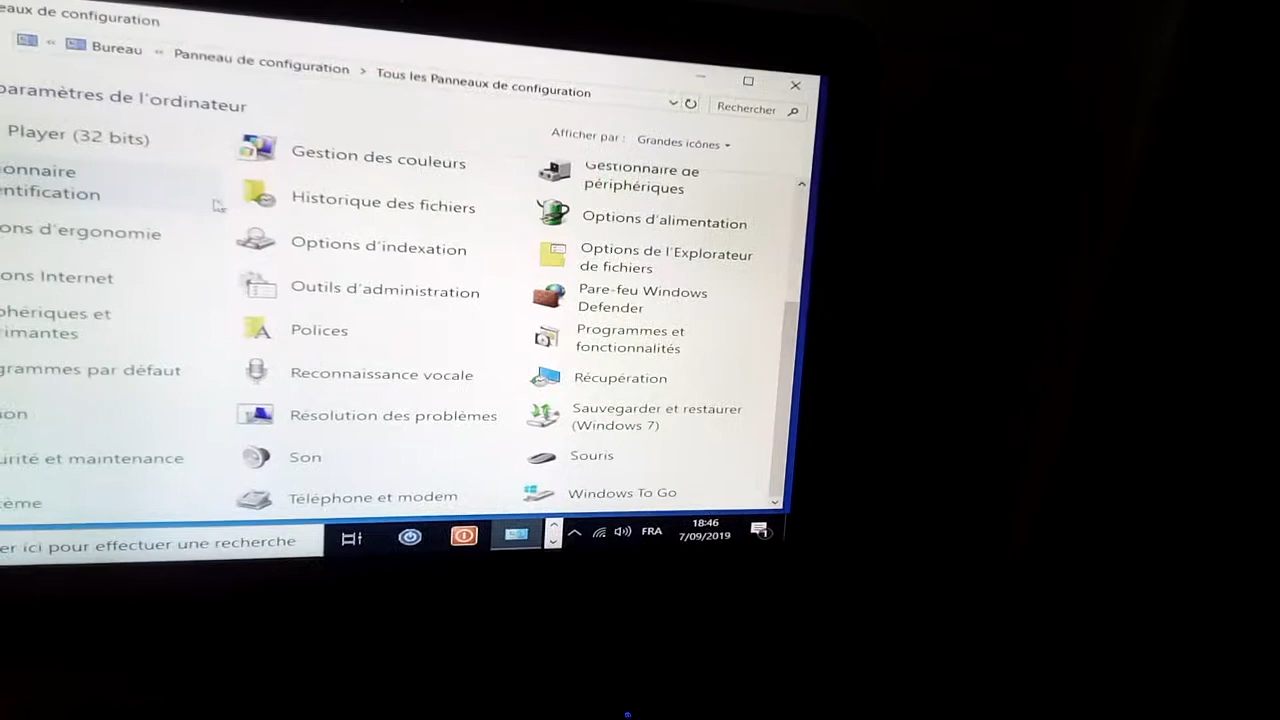 eaux de configuration
« Bureau « Panneau de configuration > Tous les Panneaux de configuration
Rechercher
paramètres de l'ordinateur
Afficher par : Grandes icônes
Player (32 bits)
onnaire
entification
ons d'ergonomie
ons Internet
phériques et
rimantes
grammes par défaut
ion
urité et maintenance
ème
Gestion des couleurs
Historique des fichiers
Options d'indexation
Outils d'administration
Polices
Reconnaissance vocale
Résolution des problèmes
Son
Téléphone et modem
Gestionnaire de
périphériques
Options d'alimentation
Options de l'Explorateur
de fichiers
Pare-feu Windows
Defender
Programmes et
fonctionnalités
Récupération
Sauvegarder et restaurer
(Windows 7)
Souris
Windows To Go
er ici pour effectuer une recherche
FRA
18:46
7/09/2019
1